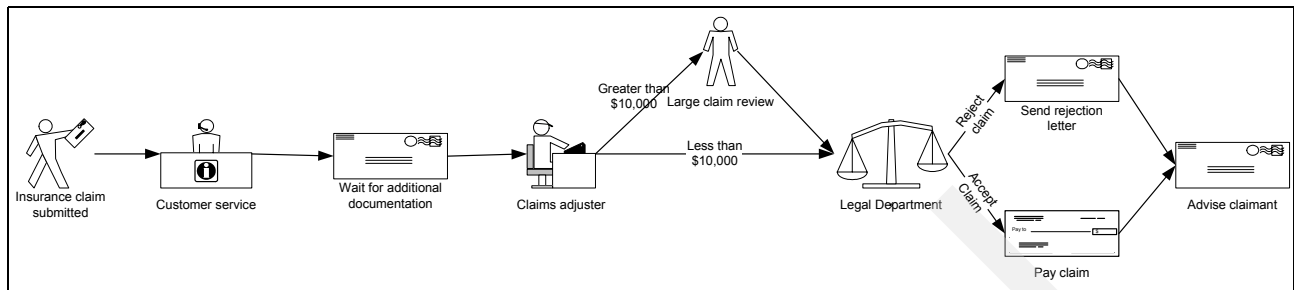 Insurance claim
submitted
Customer service
Wait for additional
documentation
Claims adjuster
Greater than
$10,000
Large claim review
Less than
$10,000
Legal Department
Reject
claim
Accept
Claim
Send rejection
letter
Pay to
$
Pay claim
Advise claimant